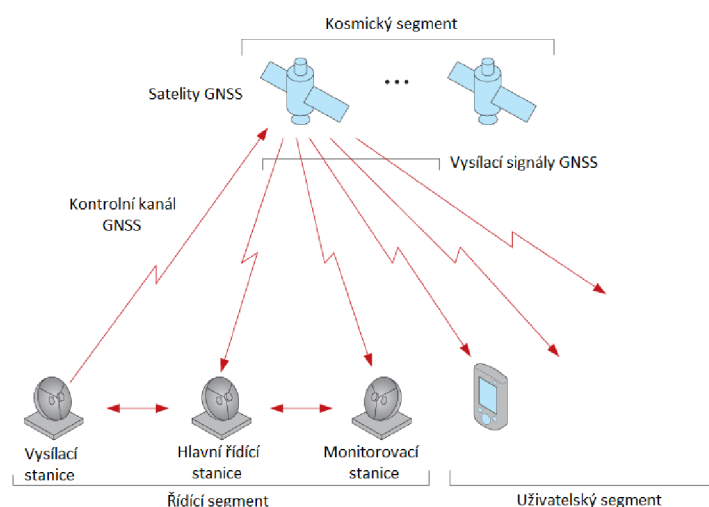 Kosmický segment
Satelity GNSS
Vysílací signály GNSS
Kontrolní kanál
GNSS
Vysílací
stanice
Hlavní řídící
stanice
Monitorovací
stanice
Řídící segment
Uživatelský segment